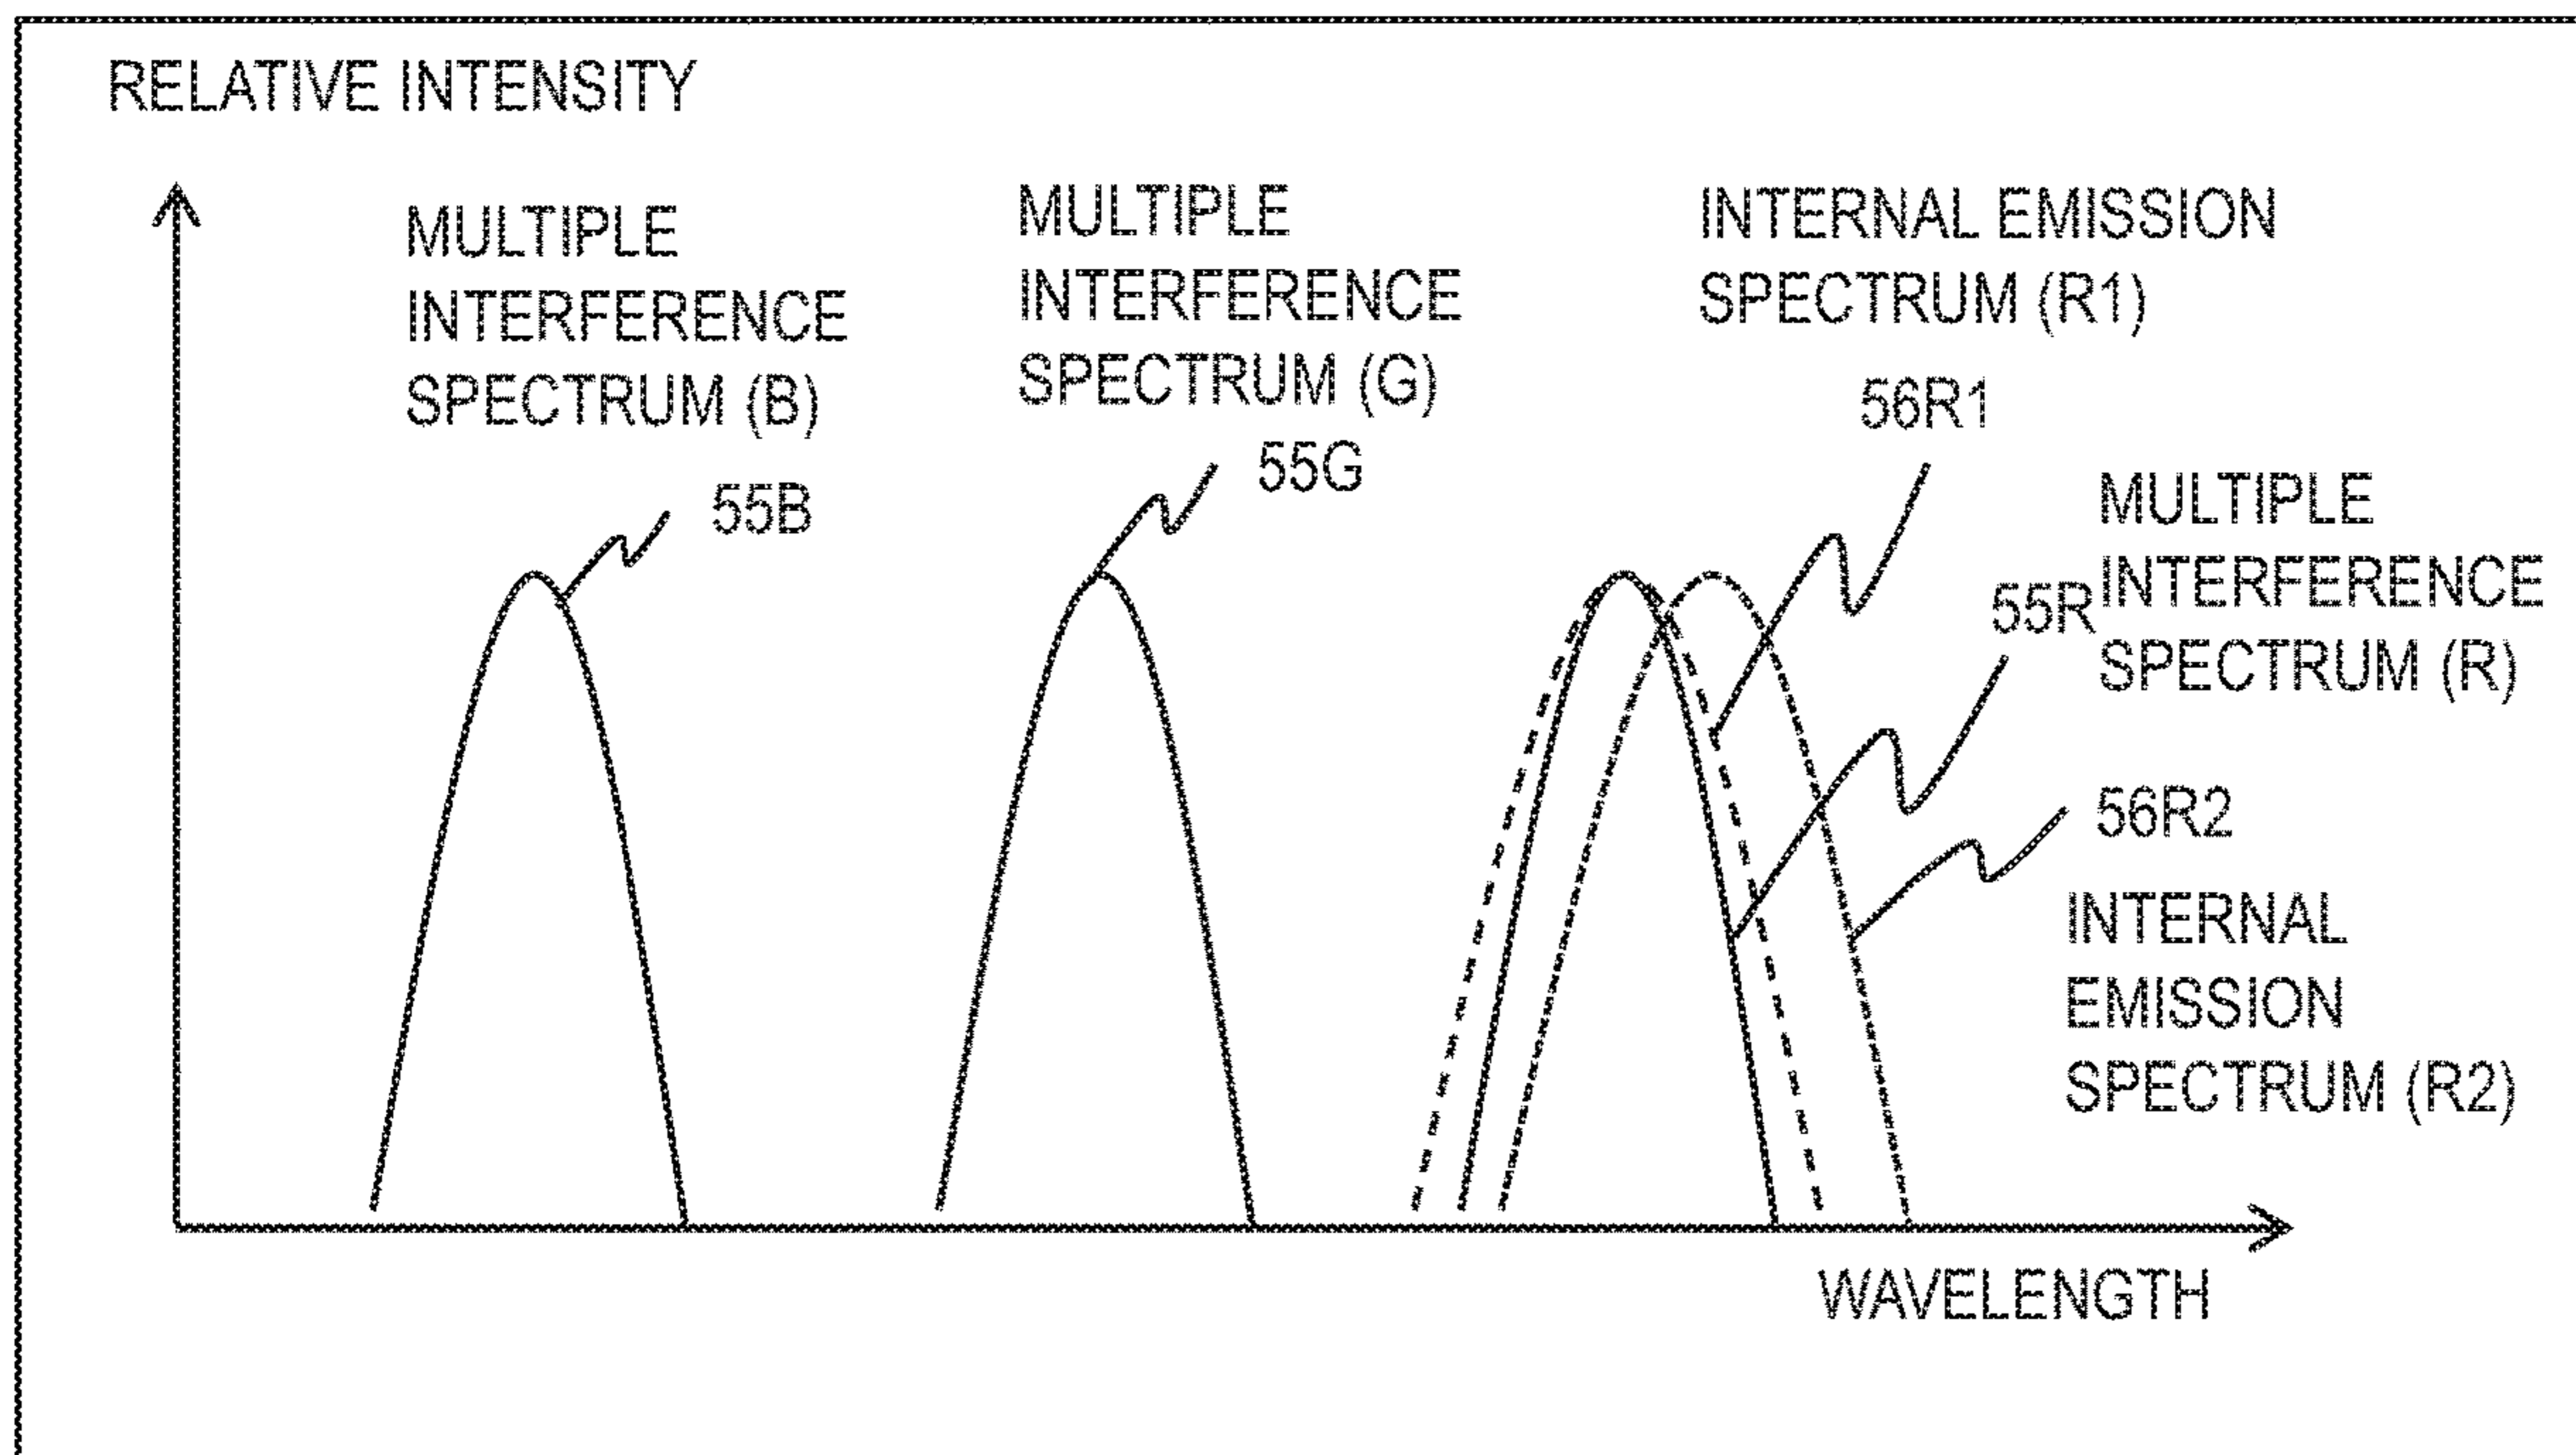 RELATIVE INTENSITY
MULTIPLE
INTERFERENCE
SPECTRUM (B)
55B
MULTIPLE
INTERFERENCE
SPECTRUM (G)
55G
INTERNAL EMISSION
SPECTRUM (R1)
56R1
MULTIPLE
INTERFERENCE
SPECTRUM (R)
55R
56R2
INTERNAL
EMISSION
SPECTRUM (R2)
WAVELENGTH